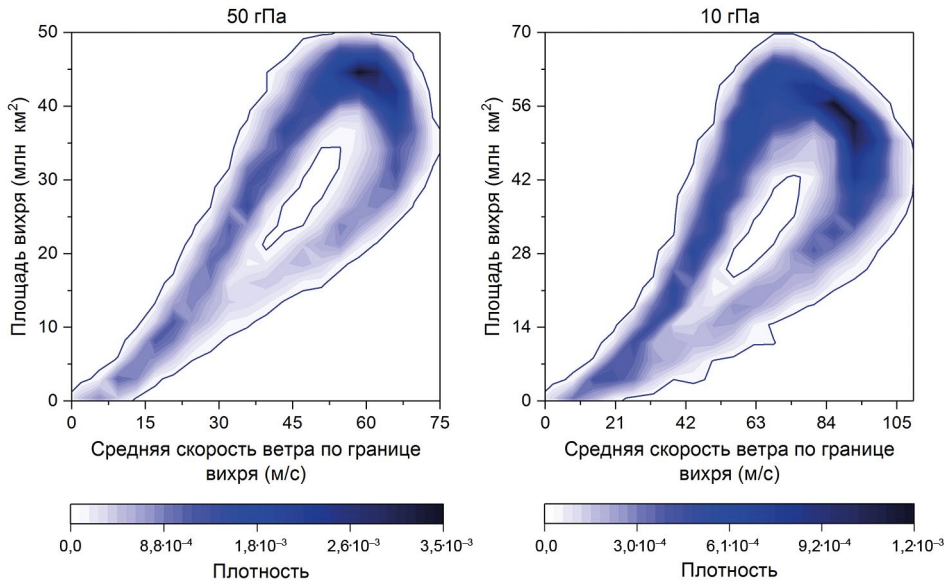 50 гПа
10 гПа
50
40
30
20
10
0
Площадь вихря (млн км²)
0 15 30 45 60 75
Средняя скорость ветра по границе
вихря (м/с)
0,0 8,8·10⁻⁴ 1,8·10⁻³ 2,6·10⁻³ 3,5·10⁻³
Плотность
70
56
42
28
14
0
Площадь вихря (млн км²)
0 21 42 63 84 105
Средняя скорость ветра по границе
вихря (м/с)
0,0 3,0·10⁻⁴ 6,1·10⁻⁴ 9,2·10⁻⁴ 1,2·10⁻³
Плотность